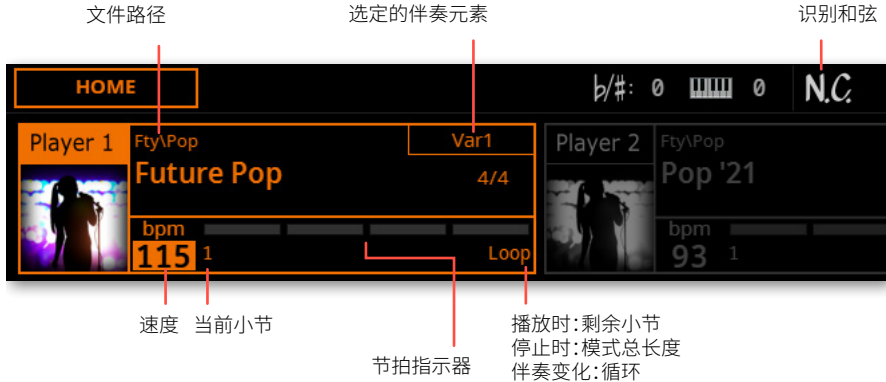 文件路径
选定的伴奏元素
识别和弦
HOME
♭/#: 0
0
N.C.
Player 1
Fty\Pop
Var1
Future Pop
4/4
bpm
115
1
Loop
Player 2
Fty\Pop
Pop '21
bpm
93
1
速度
当前小节
节拍指示器
播放时:剩余小节
停止时:模式总长度
伴奏变化:循环